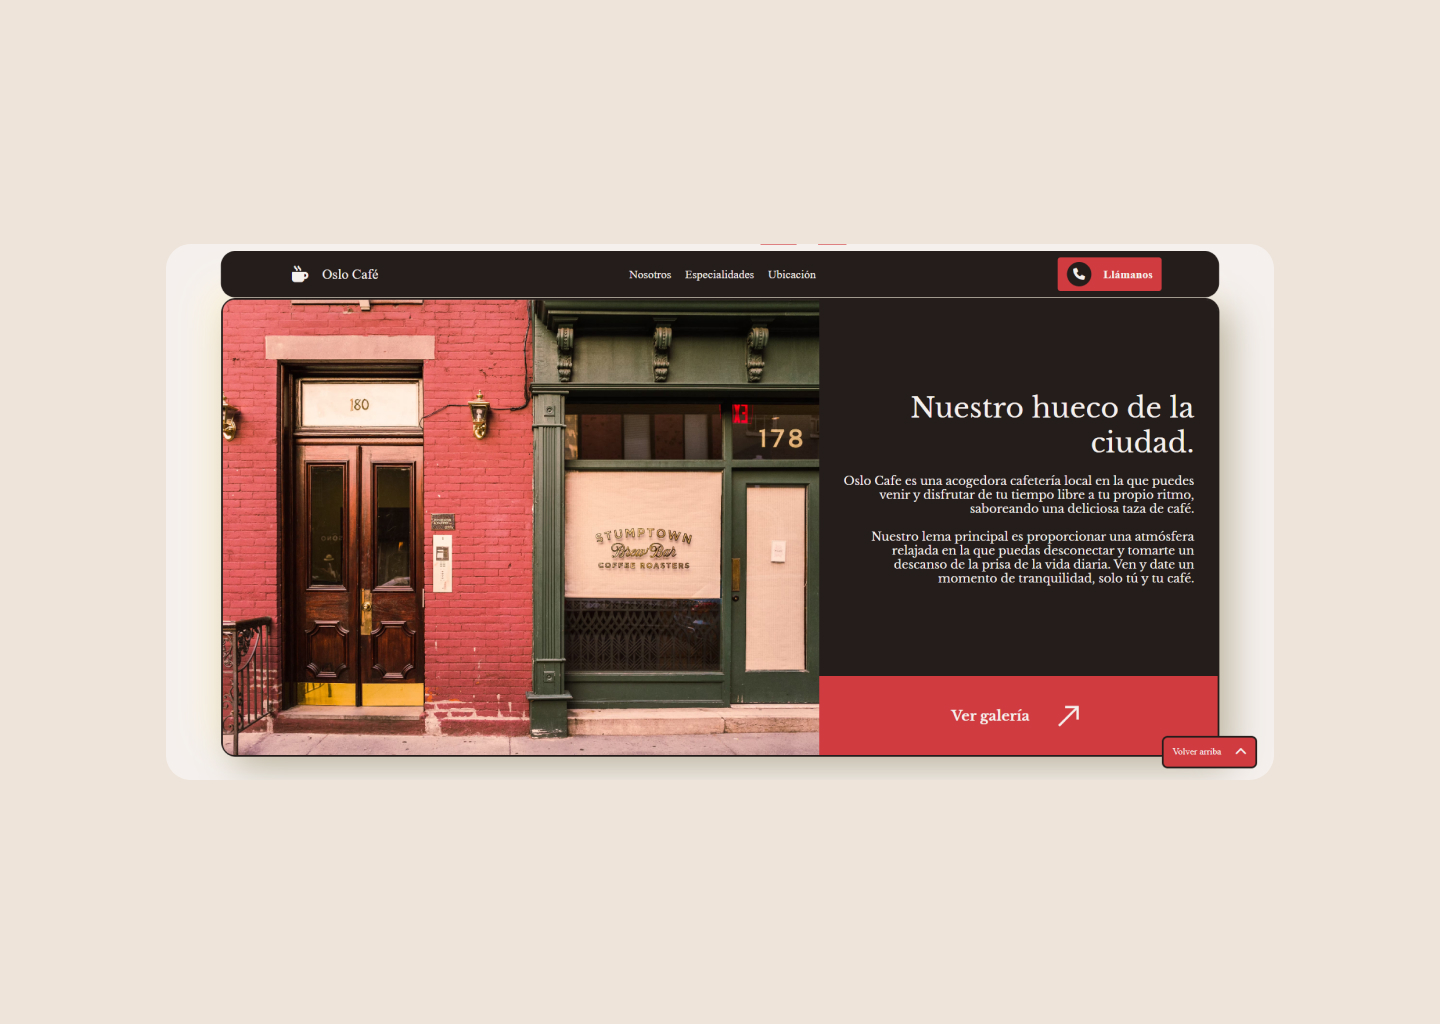 Oslo Café
Nosotros Especialidades Ubicación
Llámanos
180
178
STUMPTOWN
Brew Bar
COFFEE ROASTERS
Nuestro hueco de la
ciudad.
Oslo Cafe es una acogedora cafetería local en la que puedes
venir y disfrutar de tu tiempo libre a tu propio ritmo,
saboreando una deliciosa taza de café.
Nuestro lema principal es proporcionar una atmósfera
relajada en la que puedas desconectar y tomarte un
descanso de la prisa de la vida diaria. Ven y date un
momento de tranquilidad, solo tú y tu café.
Ver galería
Volver arriba